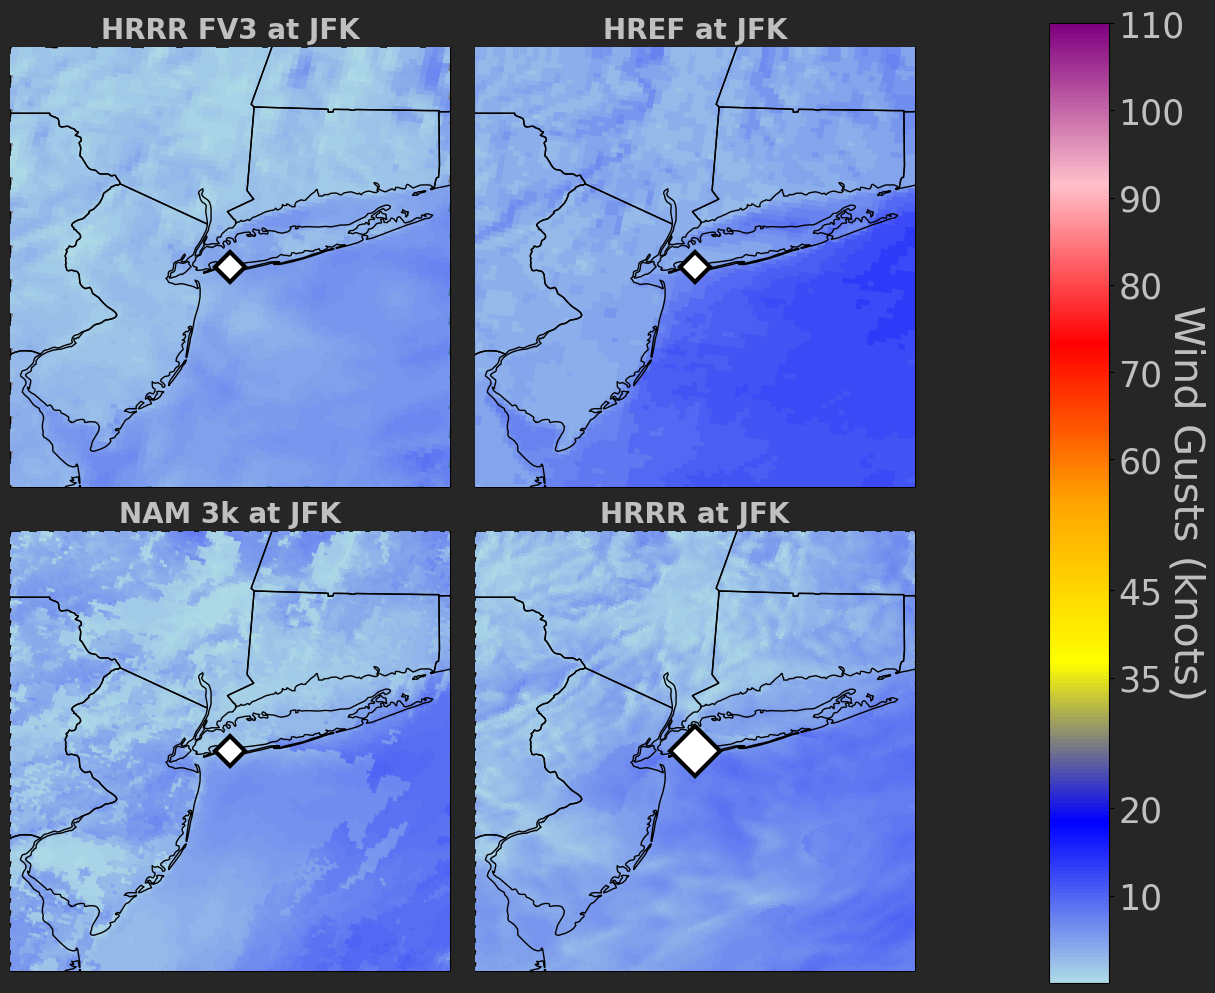 HRRR FV3 at JFK
HREF at JFK
NAM 3k at JFK
HRRR at JFK
110
100
90
80
70
60
45
35
20
10
Wind Gusts (knots)